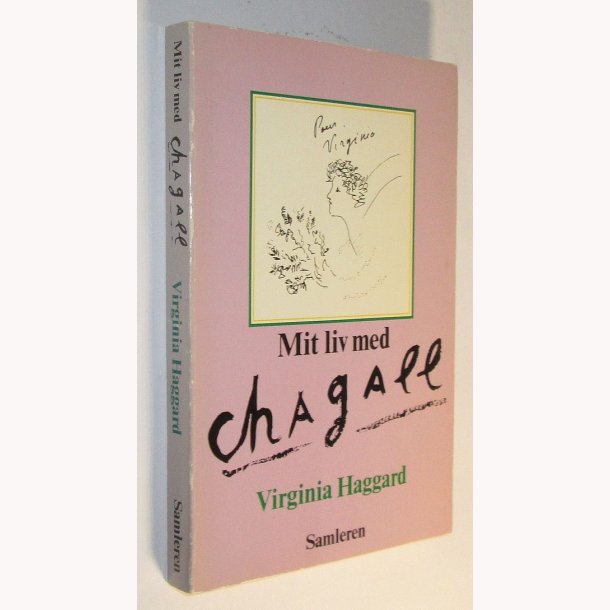 Mit liv med
chagall
Virginia Haggard
Samleren
Pour
Virginia
Mit liv med
chagall
Virginia Haggard
Samleren